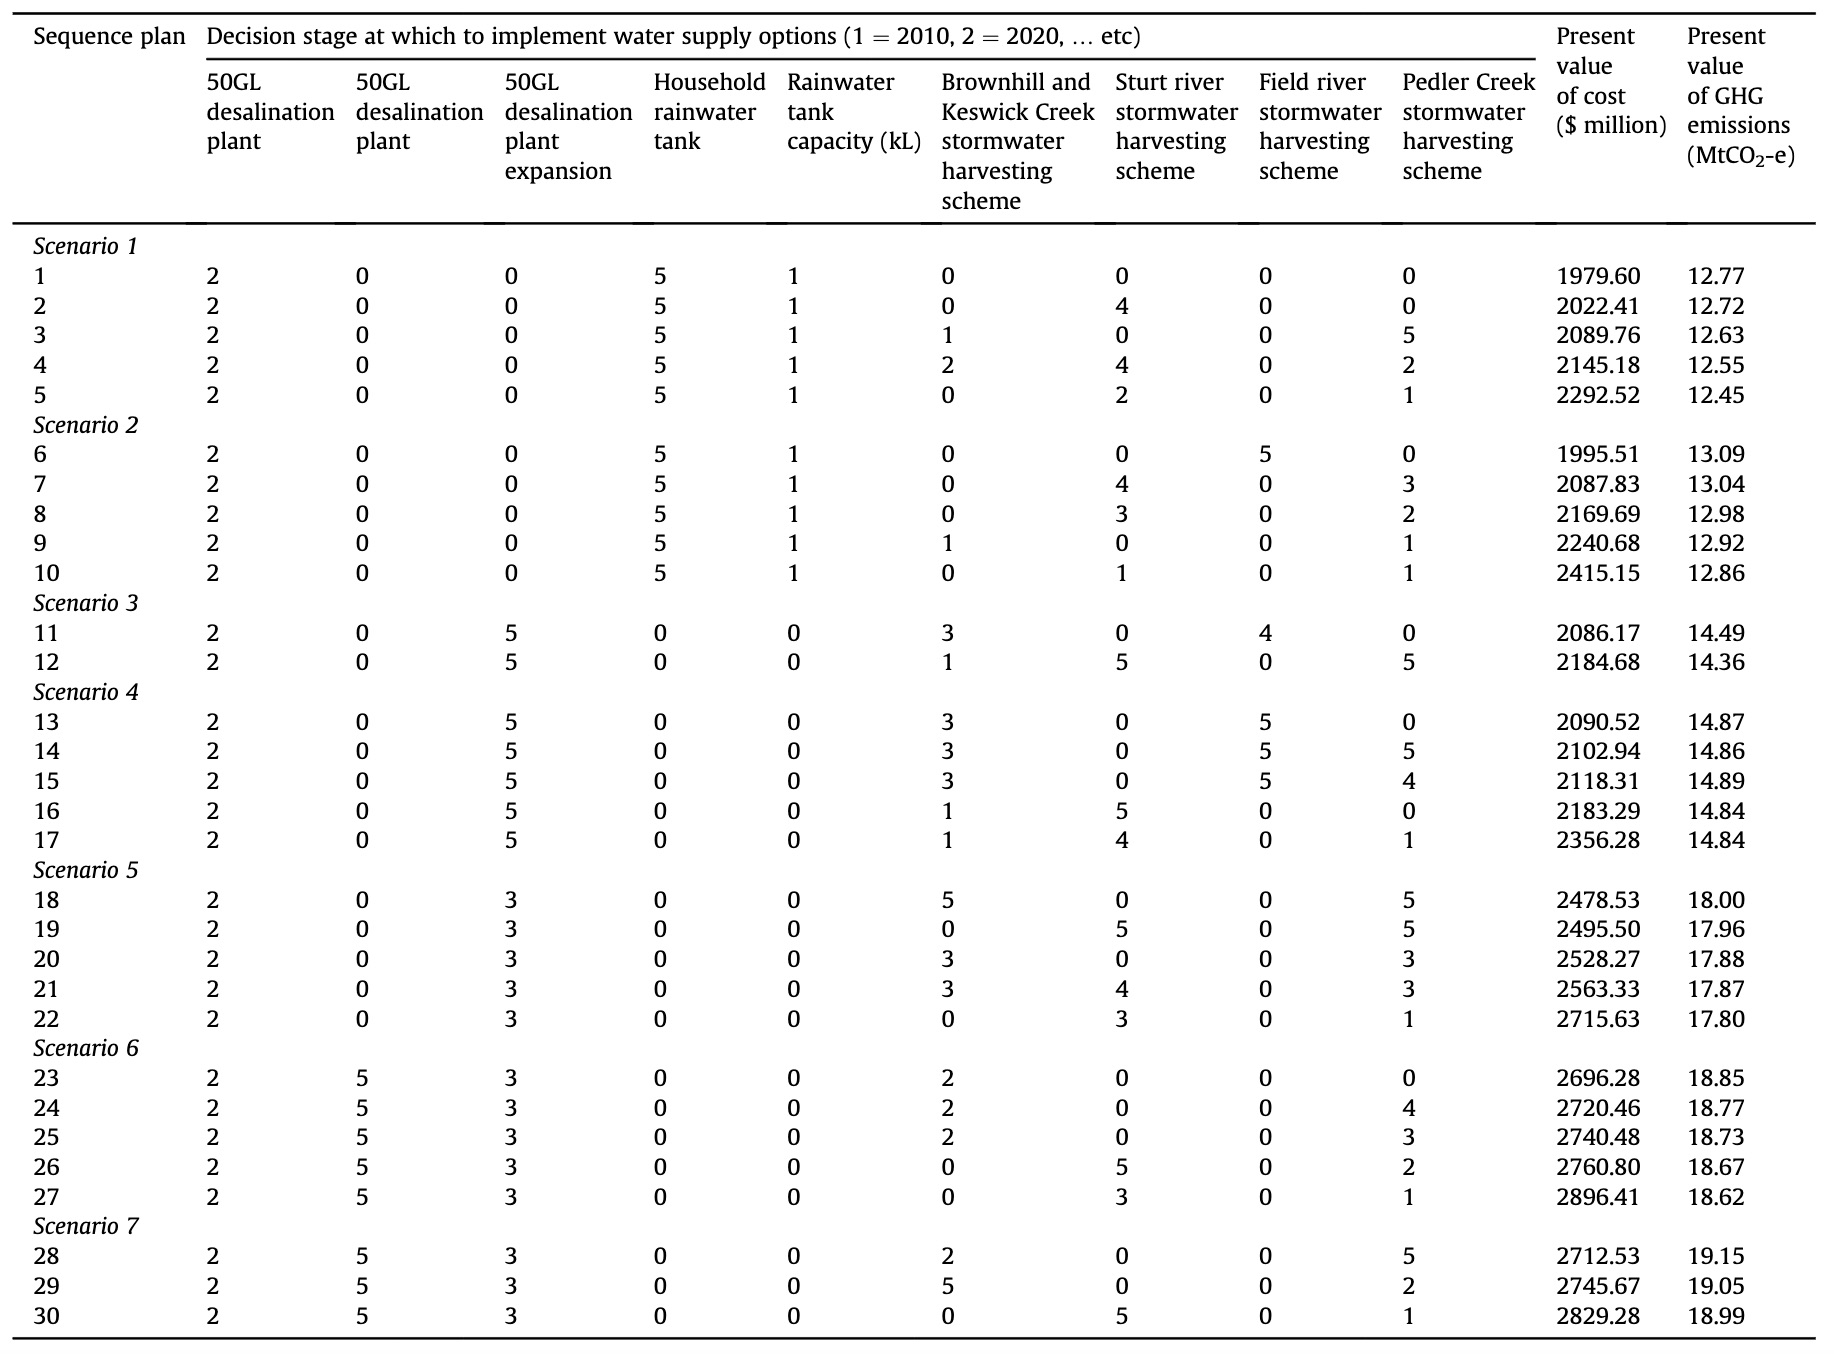 Sequence plan Decision stage at which to implement water supply options (1 = 2010, 2 = 2020, … etc) Present value of cost ($ million) Present value of GHG emissions (MtCO₂-e)
50GL desalination plant 50GL desalination plant 50GL desalination plant expansion Household rainwater tank Rainwater tank capacity (kL) Brownhill and Keswick Creek stormwater harvesting scheme Sturt river stormwater harvesting scheme Field river stormwater harvesting scheme Pedler Creek stormwater harvesting scheme
Scenario 1
1 2 0 0 5 1 0 0 0 0 1979.60 12.77
2 2 0 0 5 1 0 4 0 0 2022.41 12.72
3 2 0 0 5 1 1 0 0 5 2089.76 12.63
4 2 0 0 5 1 2 4 0 2 2145.18 12.55
5 2 0 0 5 1 0 2 0 1 2292.52 12.45
Scenario 2
6 2 0 0 5 1 0 0 5 0 1995.51 13.09
7 2 0 0 5 1 0 4 0 3 2087.83 13.04
8 2 0 0 5 1 0 3 0 2 2169.69 12.98
9 2 0 0 5 1 1 0 0 1 2240.68 12.92
10 2 0 0 5 1 0 1 0 1 2415.15 12.86
Scenario 3
11 2 0 5 0 0 3 0 4 0 2086.17 14.49
12 2 0 5 0 0 1 5 0 5 2184.68 14.36
Scenario 4
13 2 0 5 0 0 3 0 5 0 2090.52 14.87
14 2 0 5 0 0 3 0 5 5 2102.94 14.86
15 2 0 5 0 0 3 0 5 4 2118.31 14.89
16 2 0 5 0 0 1 5 0 0 2183.29 14.84
17 2 0 5 0 0 1 4 0 1 2356.28 14.84
Scenario 5
18 2 0 3 0 0 5 0 0 5 2478.53 18.00
19 2 0 3 0 0 0 5 0 5 2495.50 17.96
20 2 0 3 0 0 3 0 0 3 2528.27 17.88
21 2 0 3 0 0 3 4 0 3 2563.33 17.87
22 2 0 3 0 0 0 3 0 1 2715.63 17.80
Scenario 6
23 2 5 3 0 0 2 0 0 0 2696.28 18.85
24 2 5 3 0 0 2 0 0 4 2720.46 18.77
25 2 5 3 0 0 2 0 0 3 2740.48 18.73
26 2 5 3 0 0 0 5 0 2 2760.80 18.67
27 2 5 3 0 0 0 3 0 1 2896.41 18.62
Scenario 7
28 2 5 3 0 0 2 0 0 5 2712.53 19.15
29 2 5 3 0 0 5 0 0 2 2745.67 19.05
30 2 5 3 0 0 0 5 0 1 2829.28 18.99